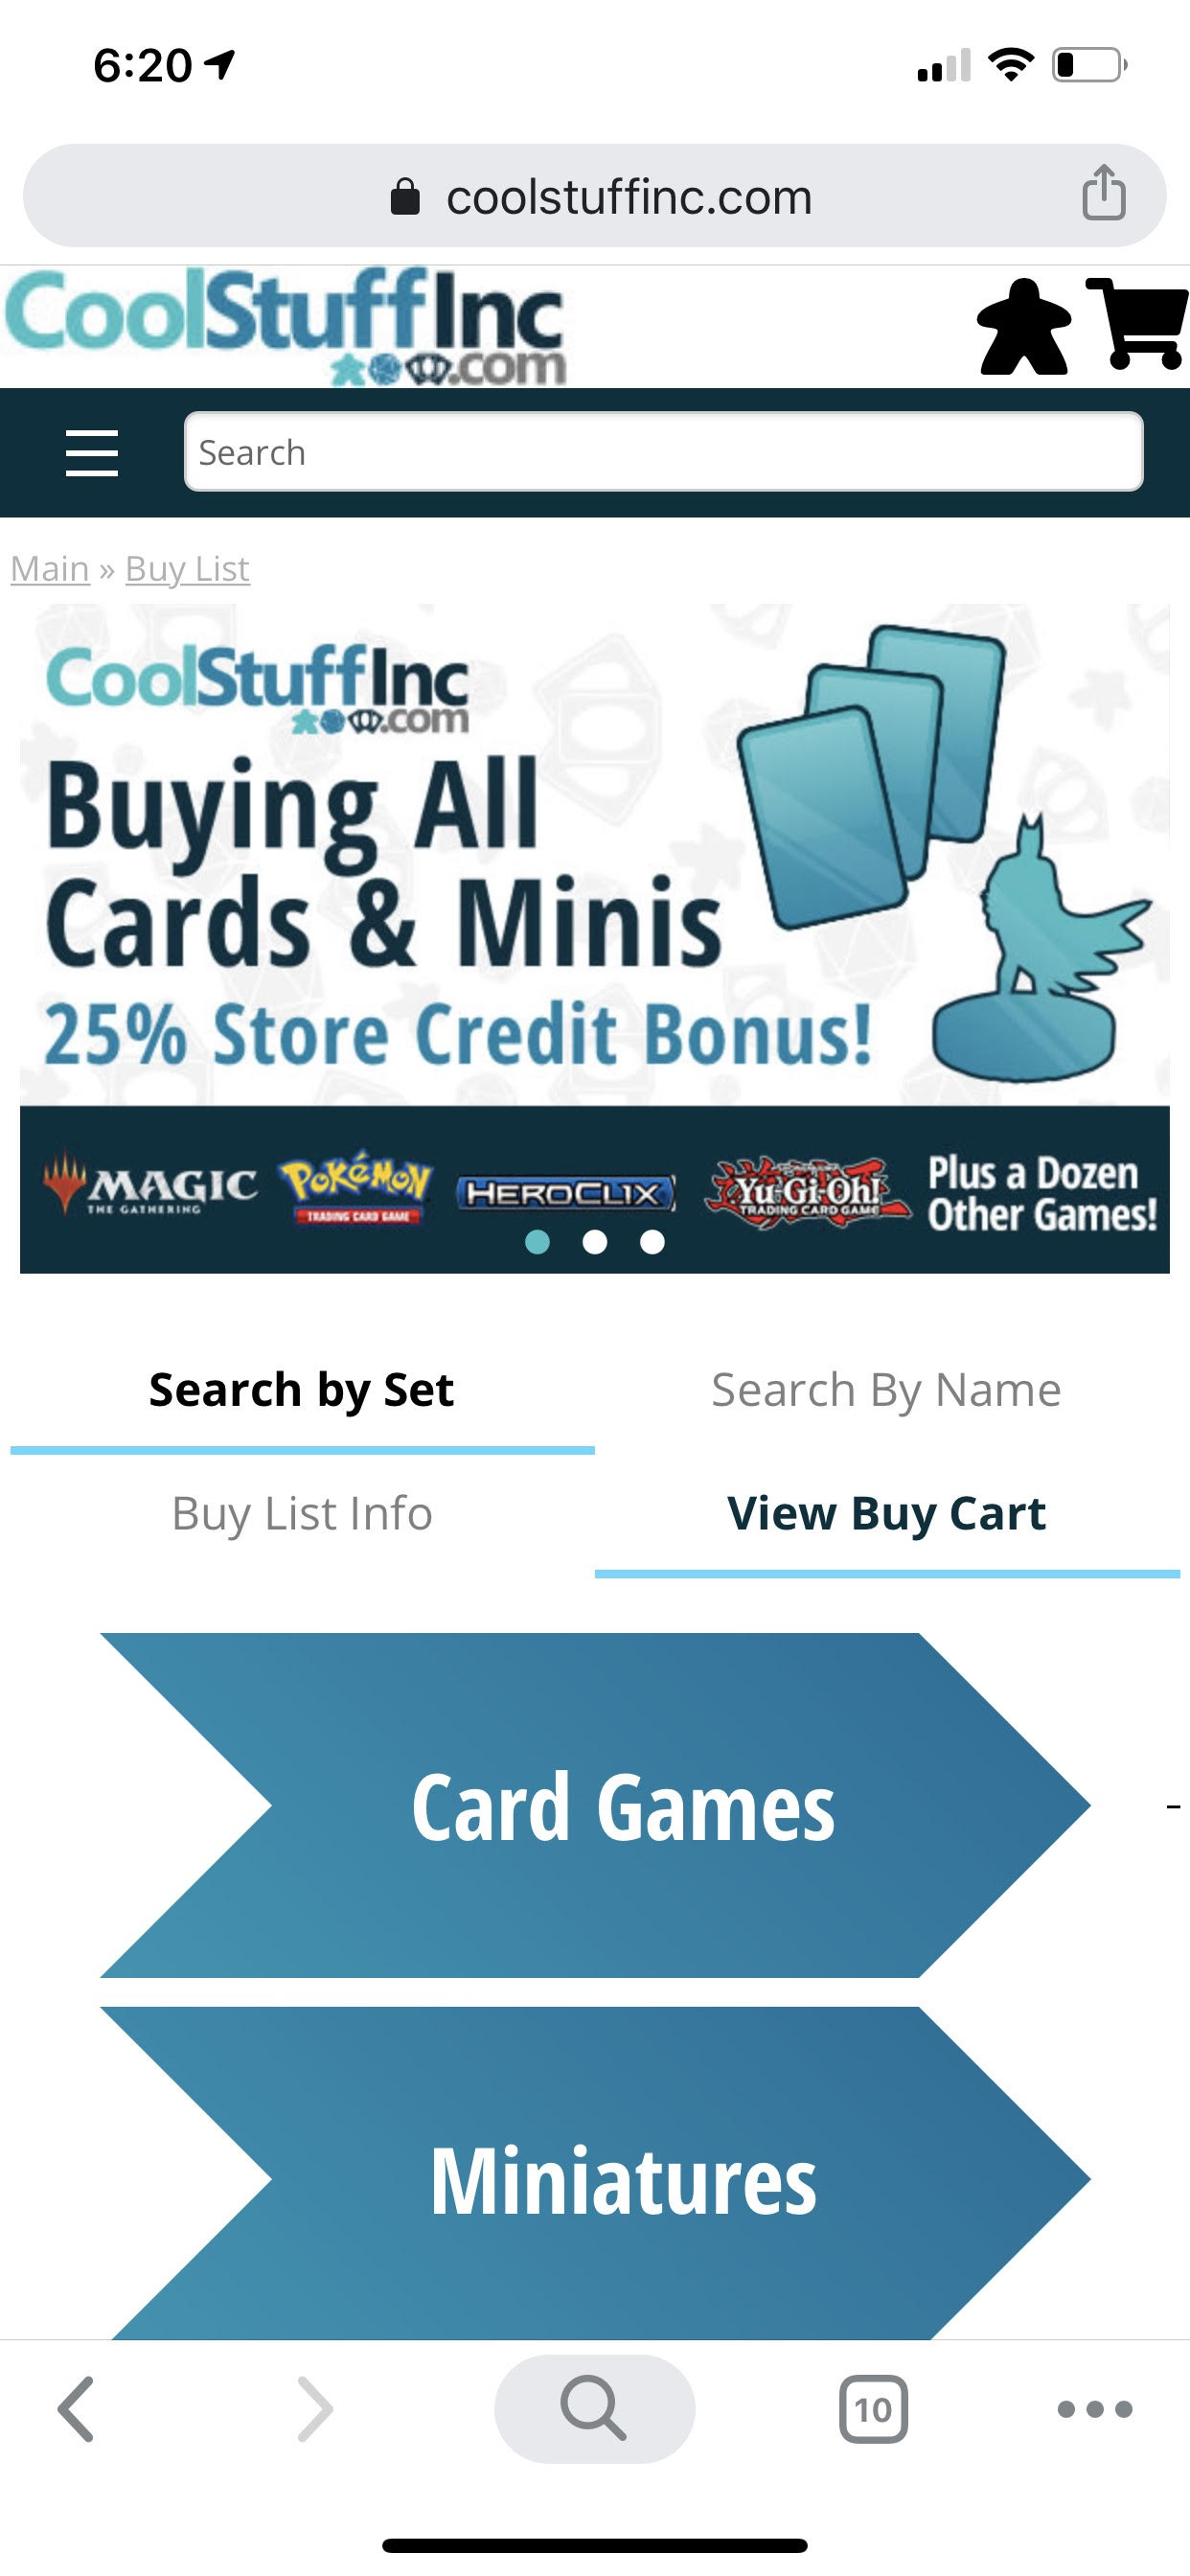 6:20
coolstuffinc.com
CoolStuffInc
.com
Search
Main » Buy List
CoolStuffInc
.com
Buying All
Cards & Minis
25% Store Credit Bonus!
MAGIC
THE GATHERING
POKéMON
TRADING CARD GAME
HEROCLIX
Yu-Gi-Oh!
TRADING CARD GAME
Plus a Dozen
Other Games!
Search by Set
Search By Name
Buy List Info
View Buy Cart
Card Games
-
Miniatures
10